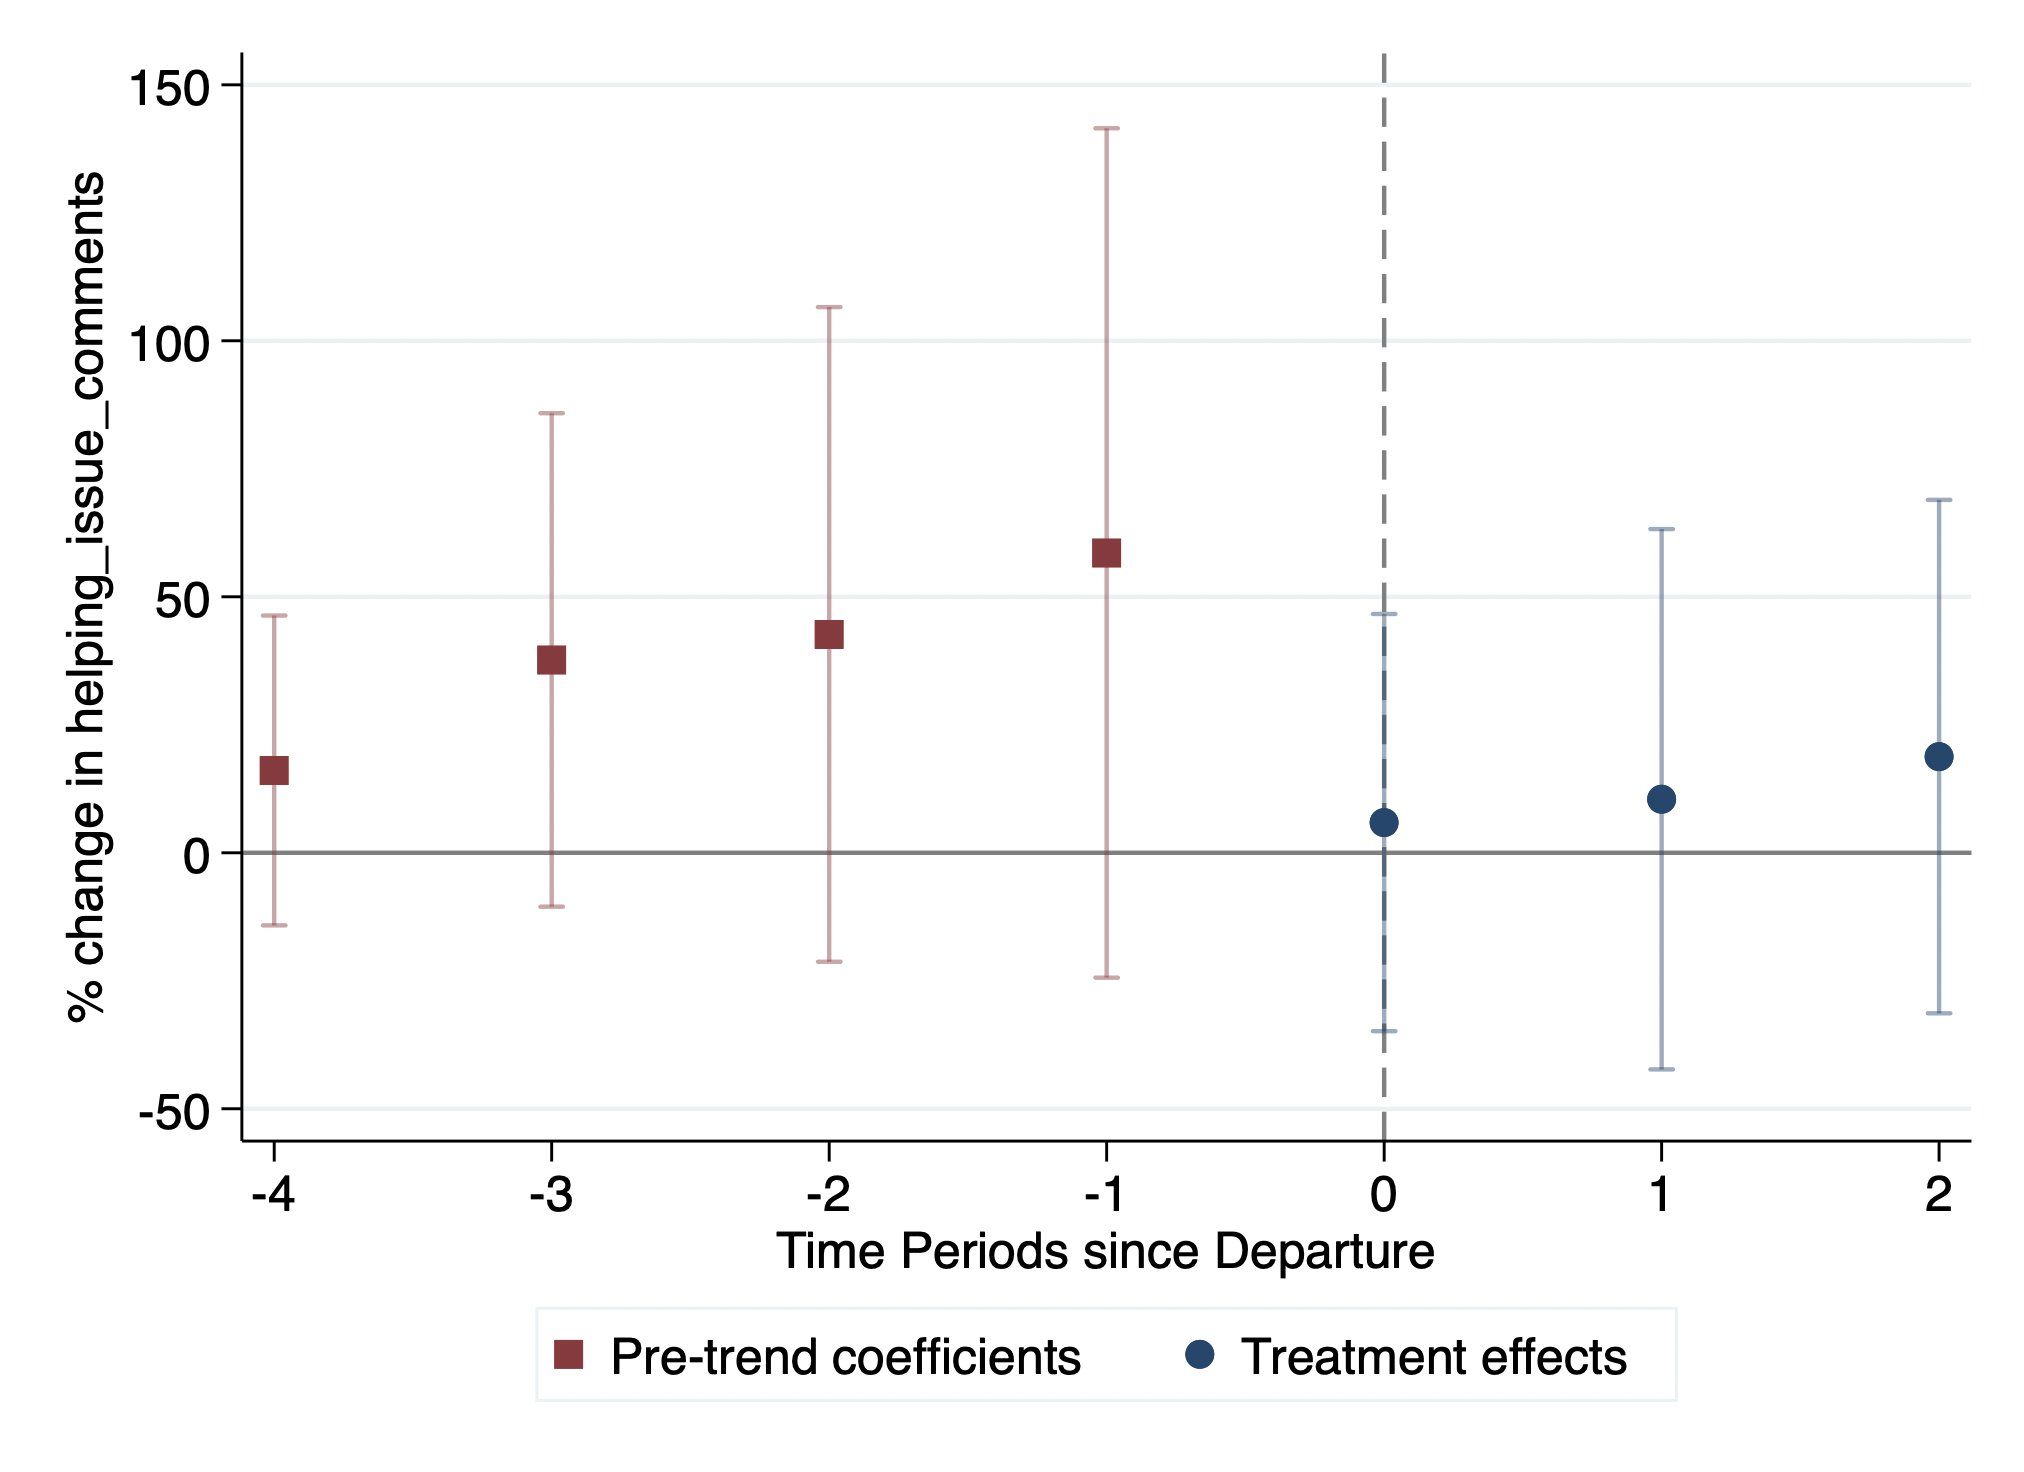 150
100
50
0
-50
% change in helping_issue_comments
-4 -3 -2 -1 0 1 2
Time Periods since Departure
Pre-trend coefficients Treatment effects